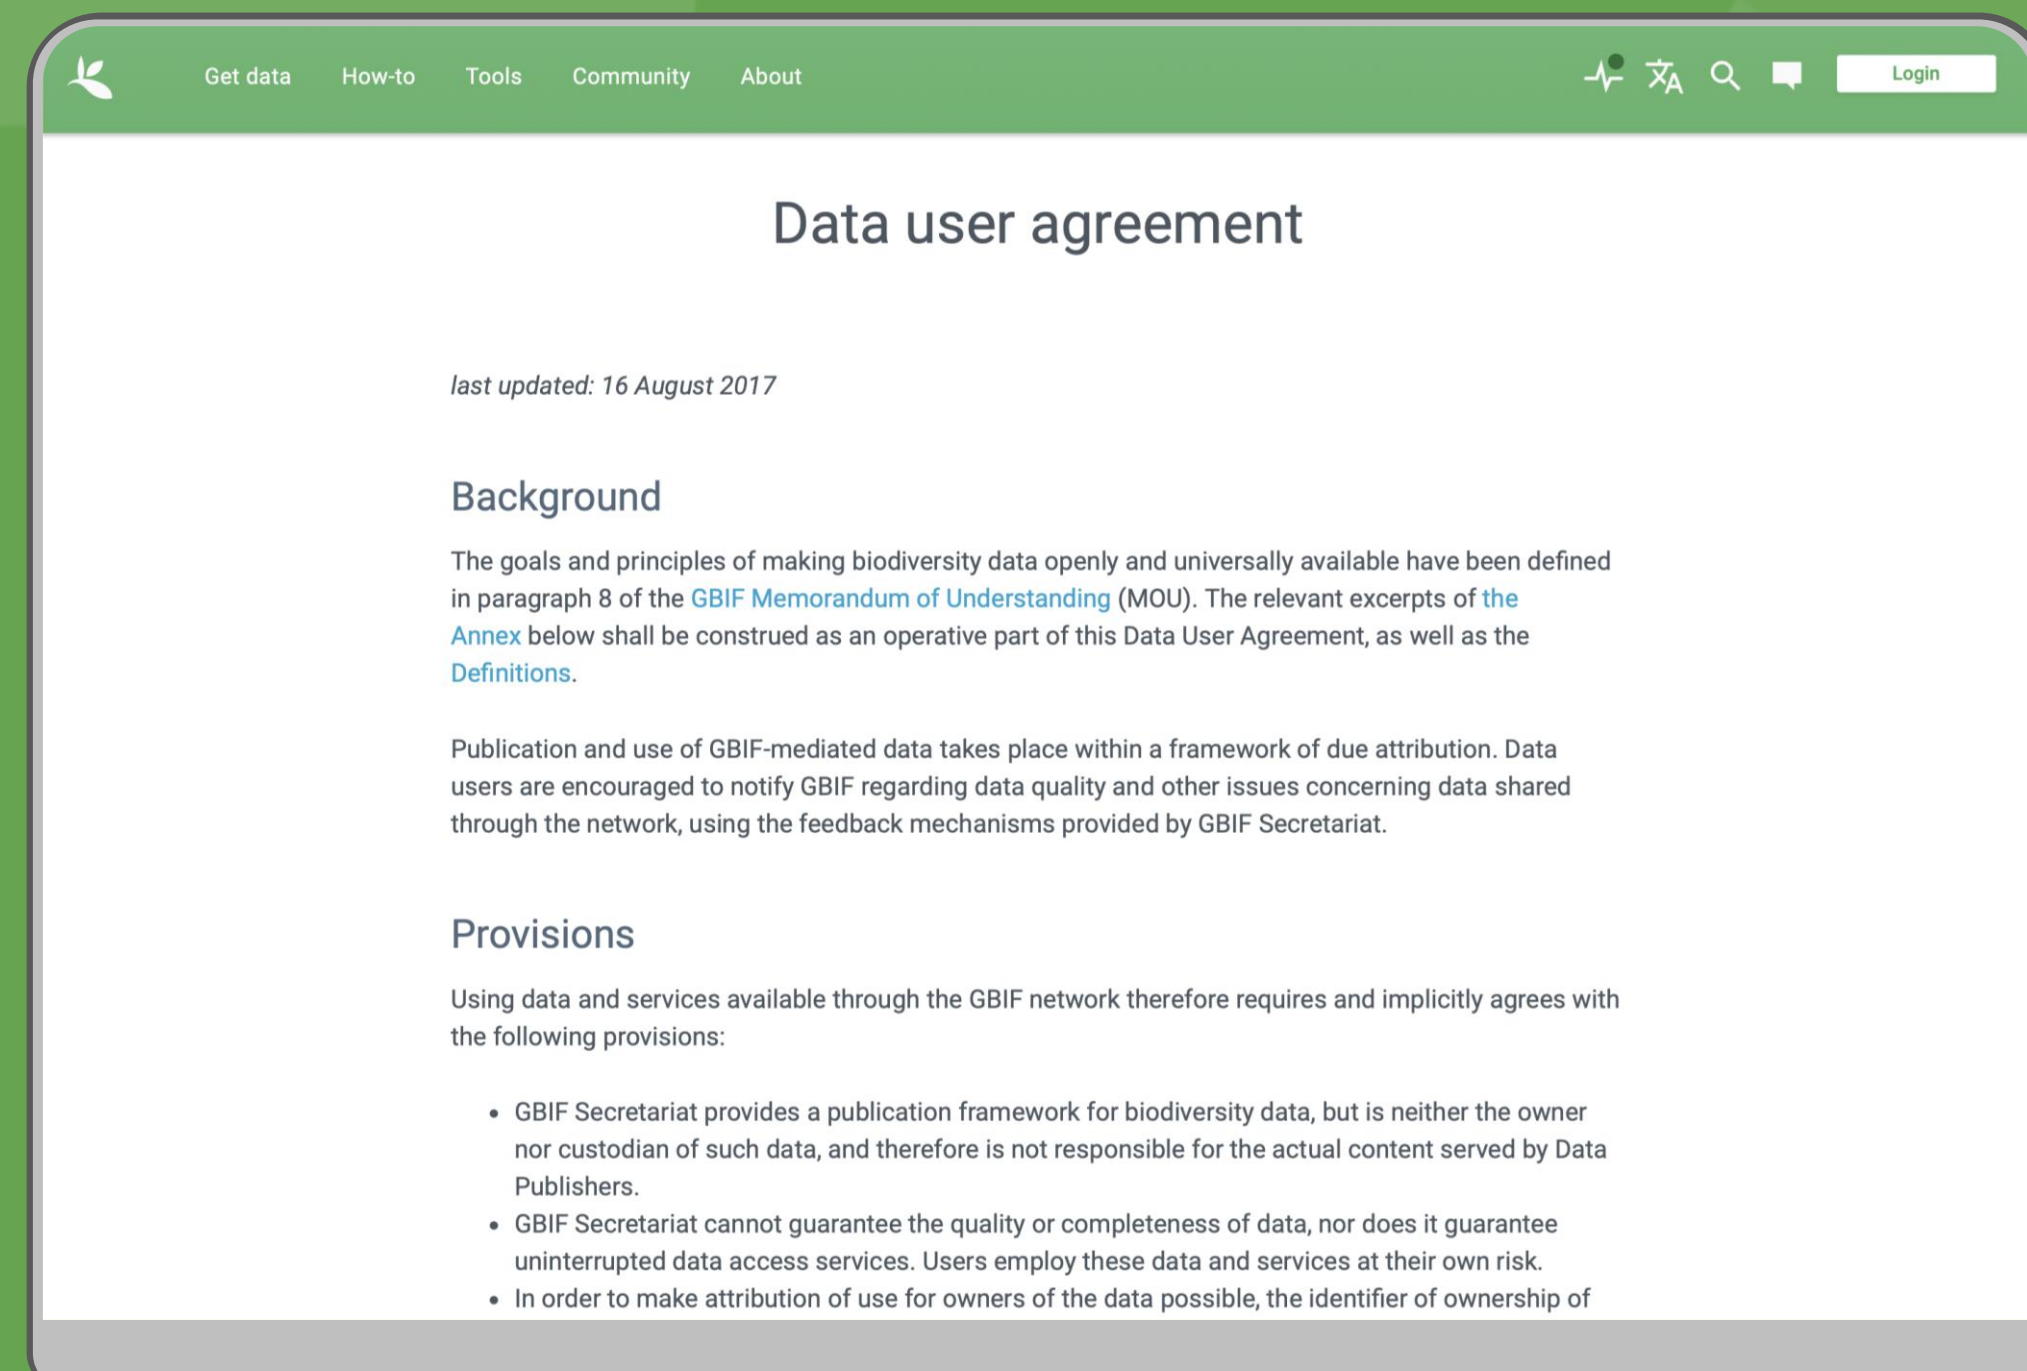 Get data How-to Tools Community About Login
Data user agreement
last updated: 16 August 2017
Background
The goals and principles of making biodiversity data openly and universally available have been defined
in paragraph 8 of the GBIF Memorandum of Understanding (MOU). The relevant excerpts of the
Annex below shall be construed as an operative part of this Data User Agreement, as well as the
Definitions.
Publication and use of GBIF-mediated data takes place within a framework of due attribution. Data
users are encouraged to notify GBIF regarding data quality and other issues concerning data shared
through the network, using the feedback mechanisms provided by GBIF Secretariat.
Provisions
Using data and services available through the GBIF network therefore requires and implicitly agrees with
the following provisions:
• GBIF Secretariat provides a publication framework for biodiversity data, but is neither the owner
nor custodian of such data, and therefore is not responsible for the actual content served by Data
Publishers.
• GBIF Secretariat cannot guarantee the quality or completeness of data, nor does it guarantee
uninterrupted data access services. Users employ these data and services at their own risk.
• In order to make attribution of use for owners of the data possible, the identifier of ownership of